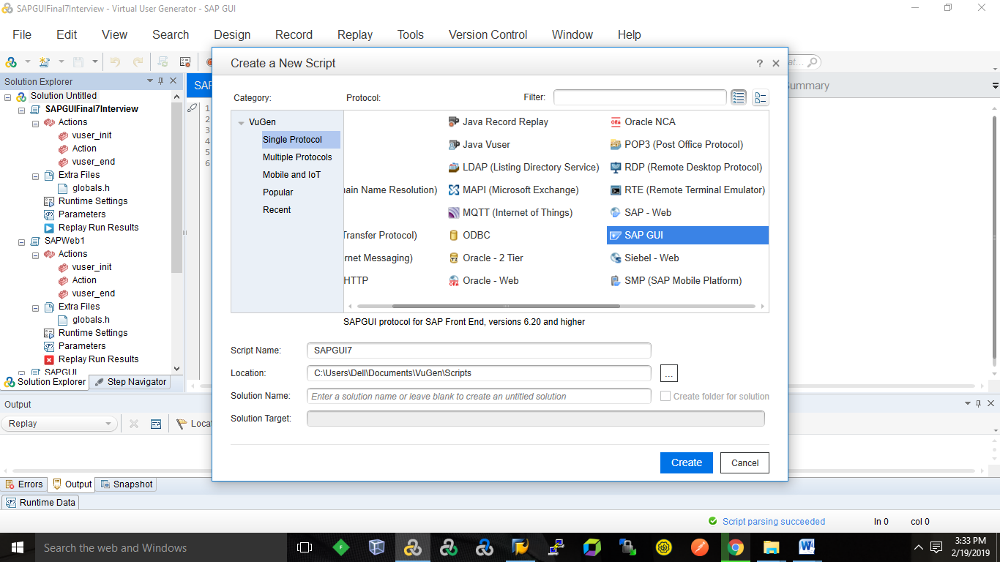 SAPGUIFinal7Interview - Virtual User Generator - SAP GUI
File Edit View Search Design Record Replay Tools Version Control Window Help
Solution Explorer
Solution Untitled
SAPGUIFinal7Interview
Actions
vuser_init
Action
vuser_end
Extra Files
globals.h
Runtime Settings
Parameters
Replay Run Results
SAPWeb1
Actions
vuser_init
Action
vuser_end
Extra Files
globals.h
Runtime Settings
Parameters
Replay Run Results
SAPGUI
Solution Explorer Step Navigator
1
2
3
4
5
6
Create a New Script
?
Category: Protocol: Filter:
VuGen
Single Protocol
Multiple Protocols
Mobile and IoT
Popular
Recent
ain Name Resolution)
Transfer Protocol)
rnet Messaging)
HTTP
Java Record Replay
Java Vuser
LDAP (Listing Directory Service)
MAPI (Microsoft Exchange)
MQTT (Internet of Things)
ODBC
Oracle - 2 Tier
Oracle - Web
Oracle NCA
POP3 (Post Office Protocol)
RDP (Remote Desktop Protocol)
RTE (Remote Terminal Emulator)
SAP - Web
SAP GUI
Siebel - Web
SMP (SAP Mobile Platform)
SAPGUI protocol for SAP Front End, versions 6.20 and higher
Script Name: SAPGUI7
Location: C:\Users\Dell\Documents\VuGen\Scripts ...
Solution Name: Enter a solution name or leave blank to create an untitled solution Create folder for solution
Solution Target:
Create Cancel
Output
Replay Locat
Errors Output Snapshot
Runtime Data
Script parsing succeeded ln 0 col 0
Search the web and Windows
3:33 PM
2/19/2019